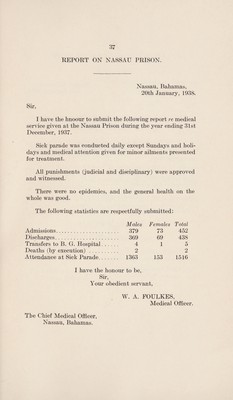 37
REPORT ON NASSAU PRISON.
Nassau, Bahamas,
20th January, 1938.
Sir,
I have the hnoour to submit the following report re medical
service given at the Nassau Prison during the year ending 31st
December, 1937.
Sick parade was conducted daily except Sundays and holi-
days and medical attention given for minor ailments presented
for treatment.
All punishments (judicial and disciplinary) were approved
and witnessed.
There were no epidemics, and the general health on the
whole was good.
The following statistics are respectfully submitted:
Males Females Total
Admissions.................. 379 73 452
Discharges.................. 369 69 438
Transfers to B. G. Hospital..... 4 1 5
Deaths (by execution)......... 2 2
Attendance at Sick Parade...... 1363 153 1516
I have the honour to be,
Sir,
Your obedient servant,
W. A. FOULKES,
Medical Officer.
The Chief Medical Officer,
Nassau, Bahamas.